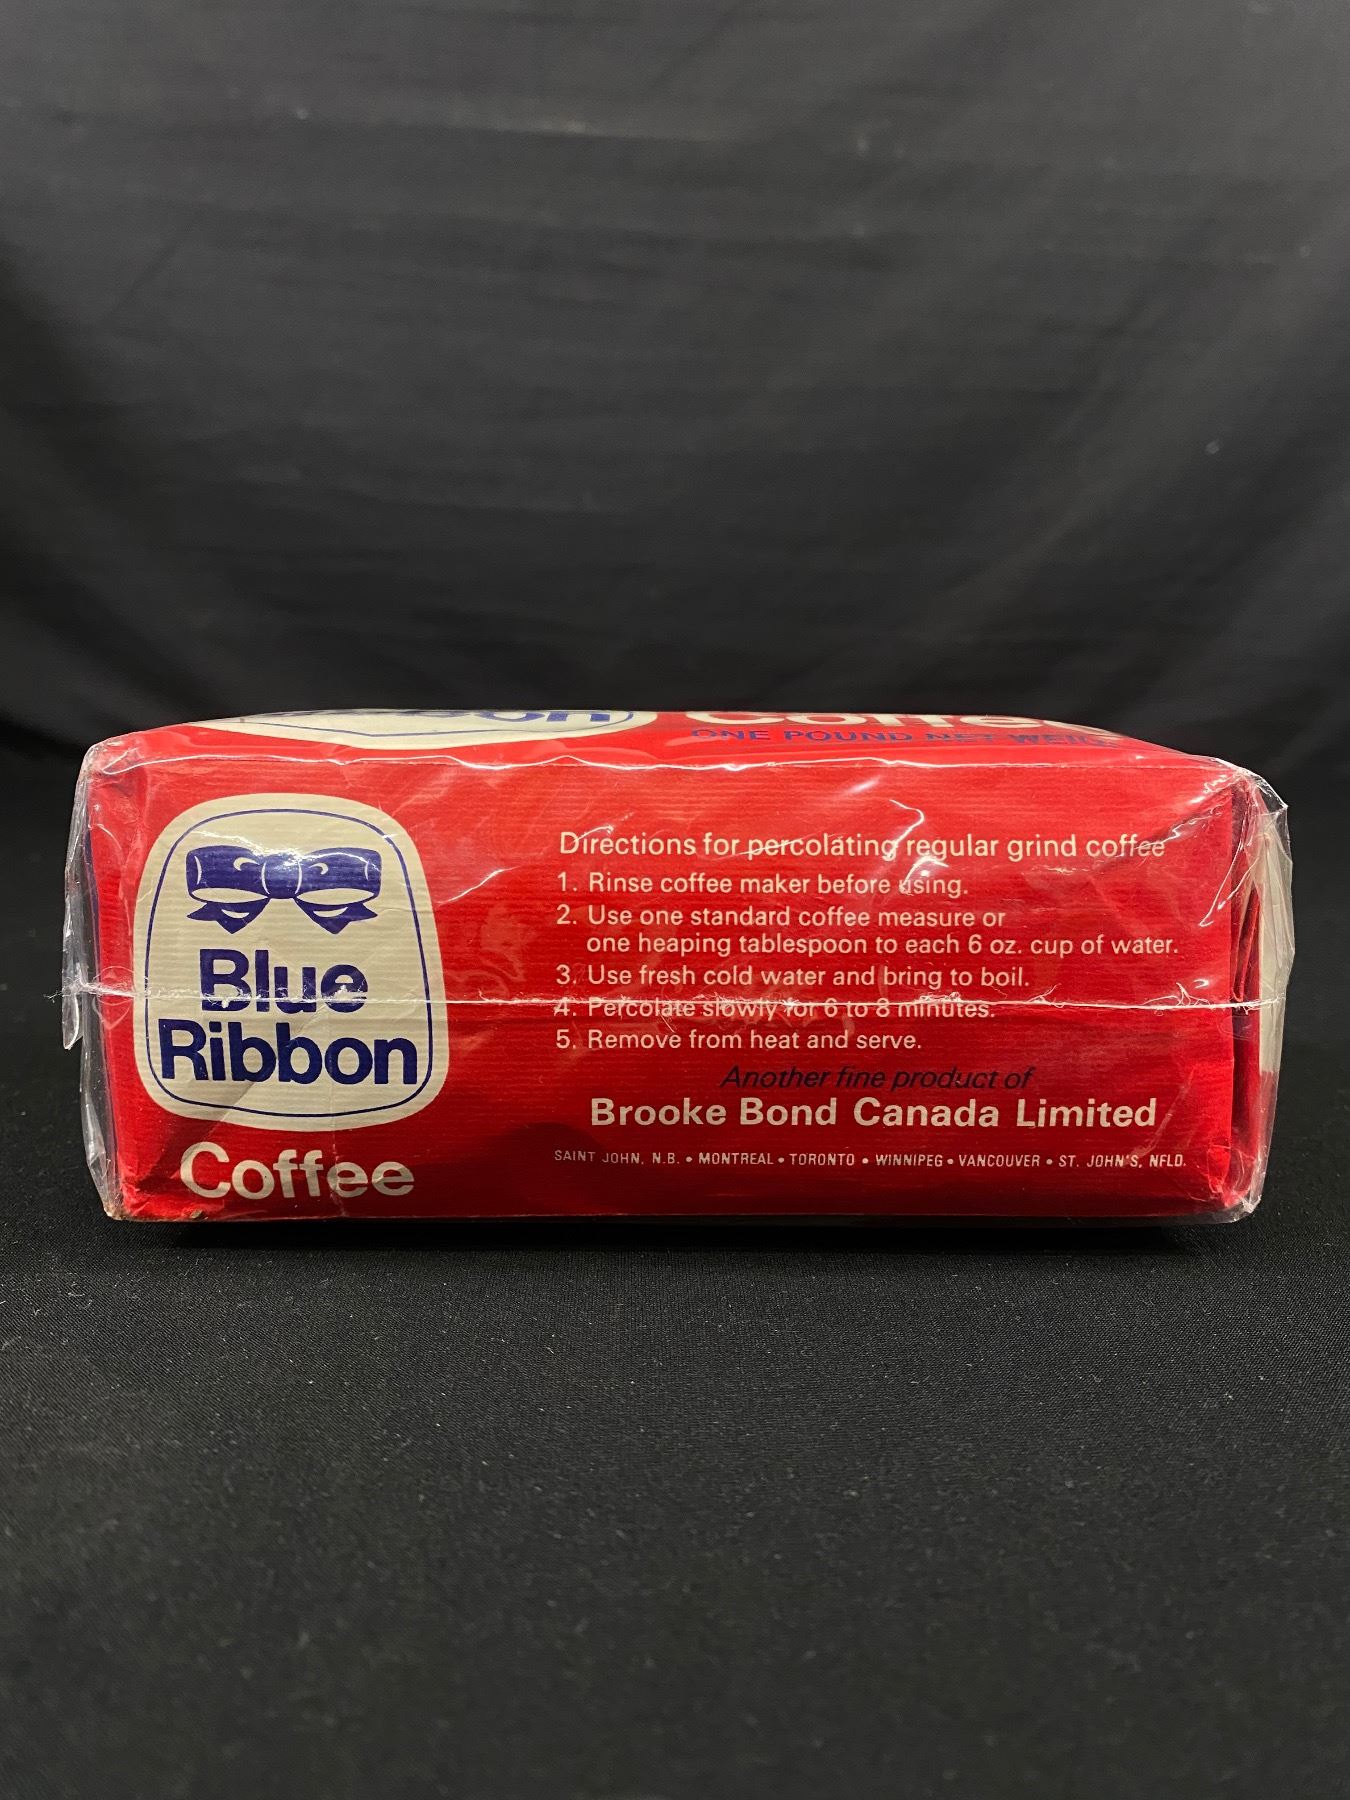 ONE POUND NET
Blue
Ribbon
Coffee
Directions for percolating regular grind coffee
1. Rinse coffee maker before using.
2. Use one standard coffee measure or
one heaping tablespoon to each 6 oz. cup of water.
3. Use fresh cold water and bring to boil.
4. Percolate slowly for 6 to 8 minutes.
5. Remove from heat and serve.
Another fine product of
Brooke Bond Canada Limited
SAINT JOHN, N.B. • MONTREAL • TORONTO • WINNIPEG • VANCOUVER • ST. JOHN'S, NFLD.